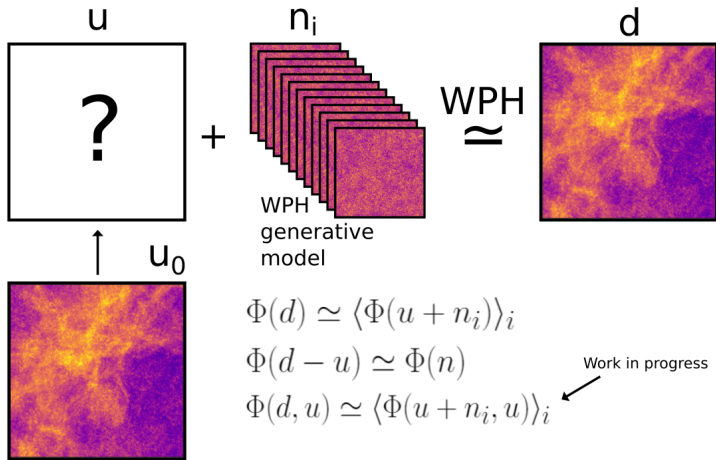 u
n_i
d
?
+
WPH
≃
WPH
generative
model
u_0
Φ(d) ≃ ⟨Φ(u + n_i)⟩_i
Φ(d − u) ≃ Φ(n)
Work in progress
Φ(d, u) ≃ ⟨Φ(u + n_i, u)⟩_i